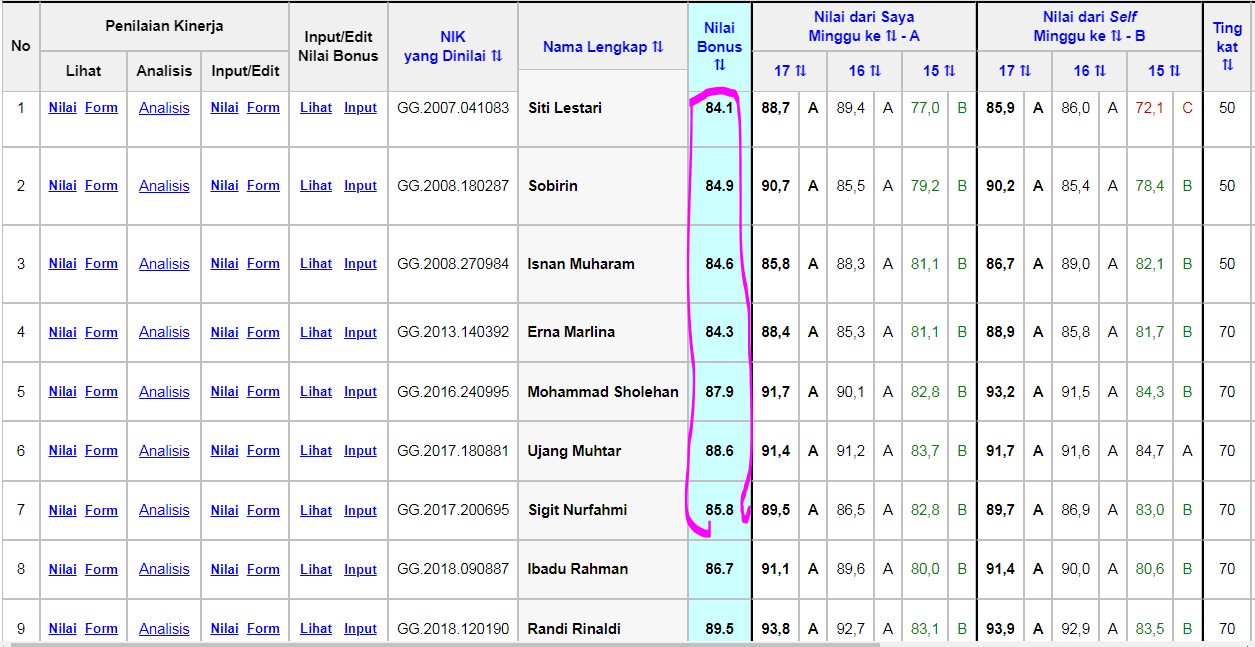 No Penilaian Kinerja Input/Edit Nilai Bonus NIK yang Dinilai ⇅ Nama Lengkap ⇅ Nilai Bonus ⇅ Nilai dari Saya Minggu ke ⇅ - A Nilai dari Self Minggu ke ⇅ - B Ting kat ⇅
Lihat Analisis Input/Edit 17 ⇅ 16 ⇅ 15 ⇅ 17 ⇅ 16 ⇅ 15 ⇅
1 Nilai Form Analisis Nilai Form Lihat Input GG.2007.041083 Siti Lestari 84.1 88,7 A 89,4 A 77,0 B 85,9 A 86,0 A 72,1 C 50
2 Nilai Form Analisis Nilai Form Lihat Input GG.2008.180287 Sobirin 84.9 90,7 A 85,5 A 79,2 B 90,2 A 85,4 A 78,4 B 50
3 Nilai Form Analisis Nilai Form Lihat Input GG.2008.270984 Isnan Muharam 84.6 85,8 A 88,3 A 81,1 B 86,7 A 89,0 A 82,1 B 50
4 Nilai Form Analisis Nilai Form Lihat Input GG.2013.140392 Erna Marlina 84.3 88,4 A 85,3 A 81,1 B 88,9 A 85,8 A 81,7 B 70
5 Nilai Form Analisis Nilai Form Lihat Input GG.2016.240995 Mohammad Sholehan 87.9 91,7 A 90,1 A 82,8 B 93,2 A 91,5 A 84,3 B 70
6 Nilai Form Analisis Nilai Form Lihat Input GG.2017.180881 Ujang Muhtar 88.6 91,4 A 91,2 A 83,7 B 91,7 A 91,6 A 84,7 A 70
7 Nilai Form Analisis Nilai Form Lihat Input GG.2017.200695 Sigit Nurfahmi 85.8 89,5 A 86,5 A 82,8 B 89,7 A 86,9 A 83,0 B 70
8 Nilai Form Analisis Nilai Form Lihat Input GG.2018.090887 Ibadu Rahman 86.7 91,1 A 89,6 A 80,0 B 91,4 A 90,0 A 80,6 B 70
9 Nilai Form Analisis Nilai Form Lihat Input GG.2018.120190 Randi Rinaldi 89.5 93,8 A 92,7 A 83,1 B 93,9 A 92,9 A 83,5 B 70